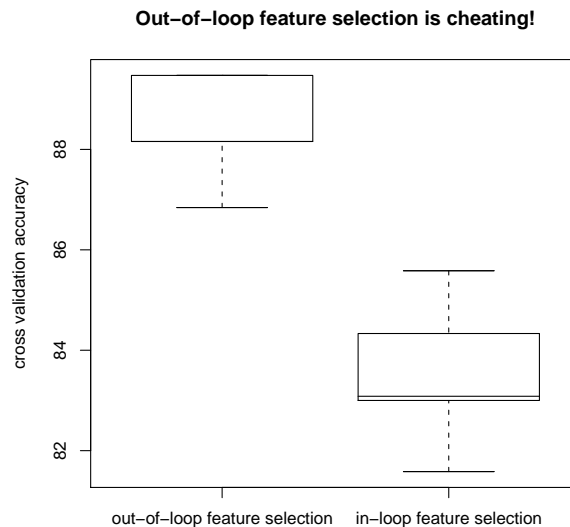 Out−of−loop feature selection is cheating!
cross validation accuracy
88
86
84
82
out−of−loop feature selection
in−loop feature selection